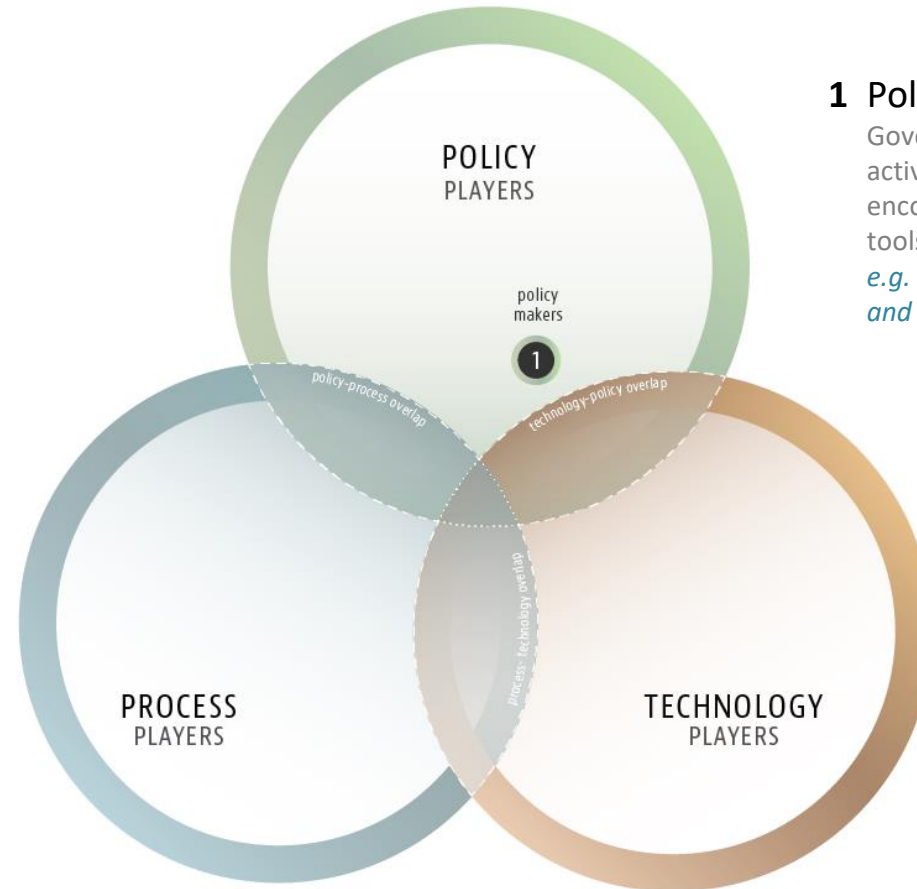 POLICY
PLAYERS
policy
makers
1
policy-process overlap
technology-policy overlap
process- technology overlap
PROCESS
PLAYERS
TECHNOLOGY
PLAYERS
1 Pol
Gove
activ
enco
tools
e.g.
and